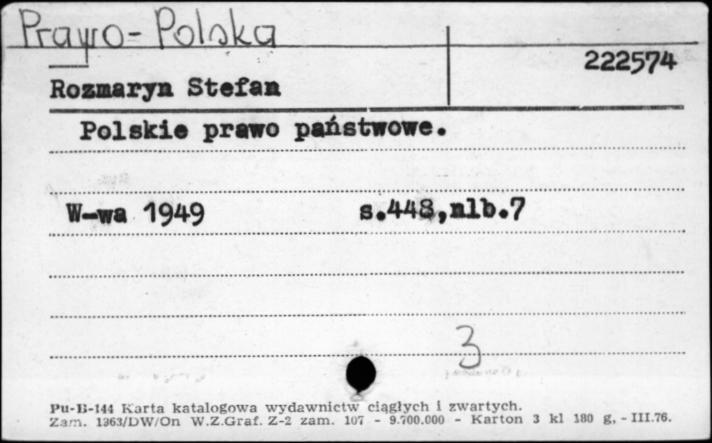 Prawo - Polska
222574
Rozmaryn Stefan
Polskie prawo państwowe.
W-wa 1949 s.448,nlb.7
3
Pu-B-144 Karta katalogowa wydawnictw ciągłych i zwartych.
Zam. 1363/DW/On W.Z.Graf. Z-2 zam. 107 - 9.700.000 - Karton 3 kl 180 g, - III.76.